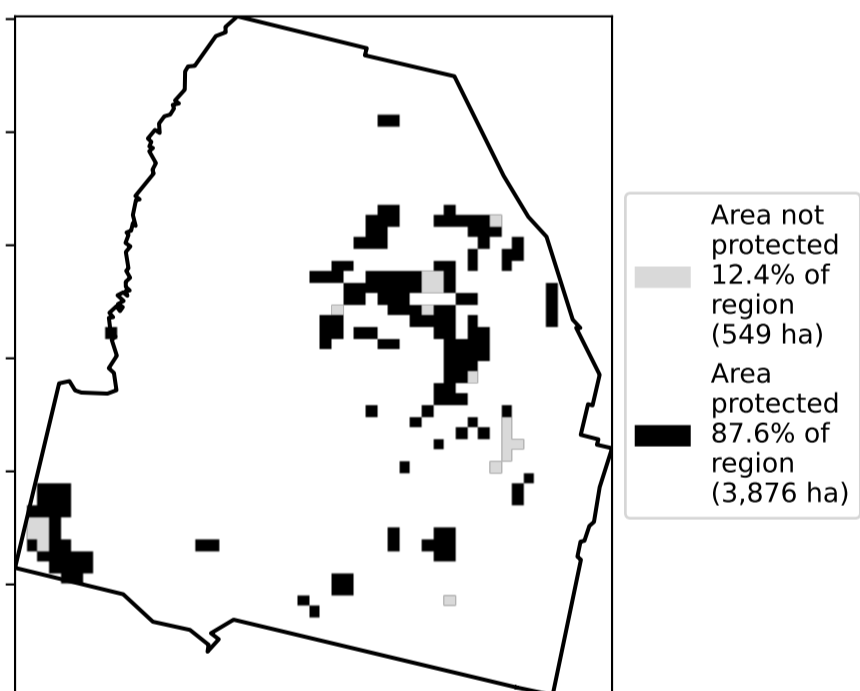 Area not
protected
12.4% of
region
(549 ha)
Area
protected
87.6% of
region
(3,876 ha)